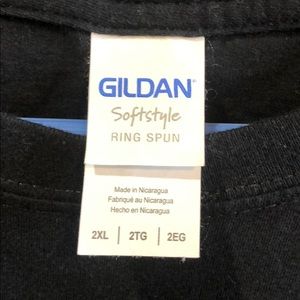 GILDAN®
Softstyle
RING SPUN
Made in Nicaragua
Fabriqué au Nicaragua
Hecho en Nicaragua
2XL | 2TG | 2EG